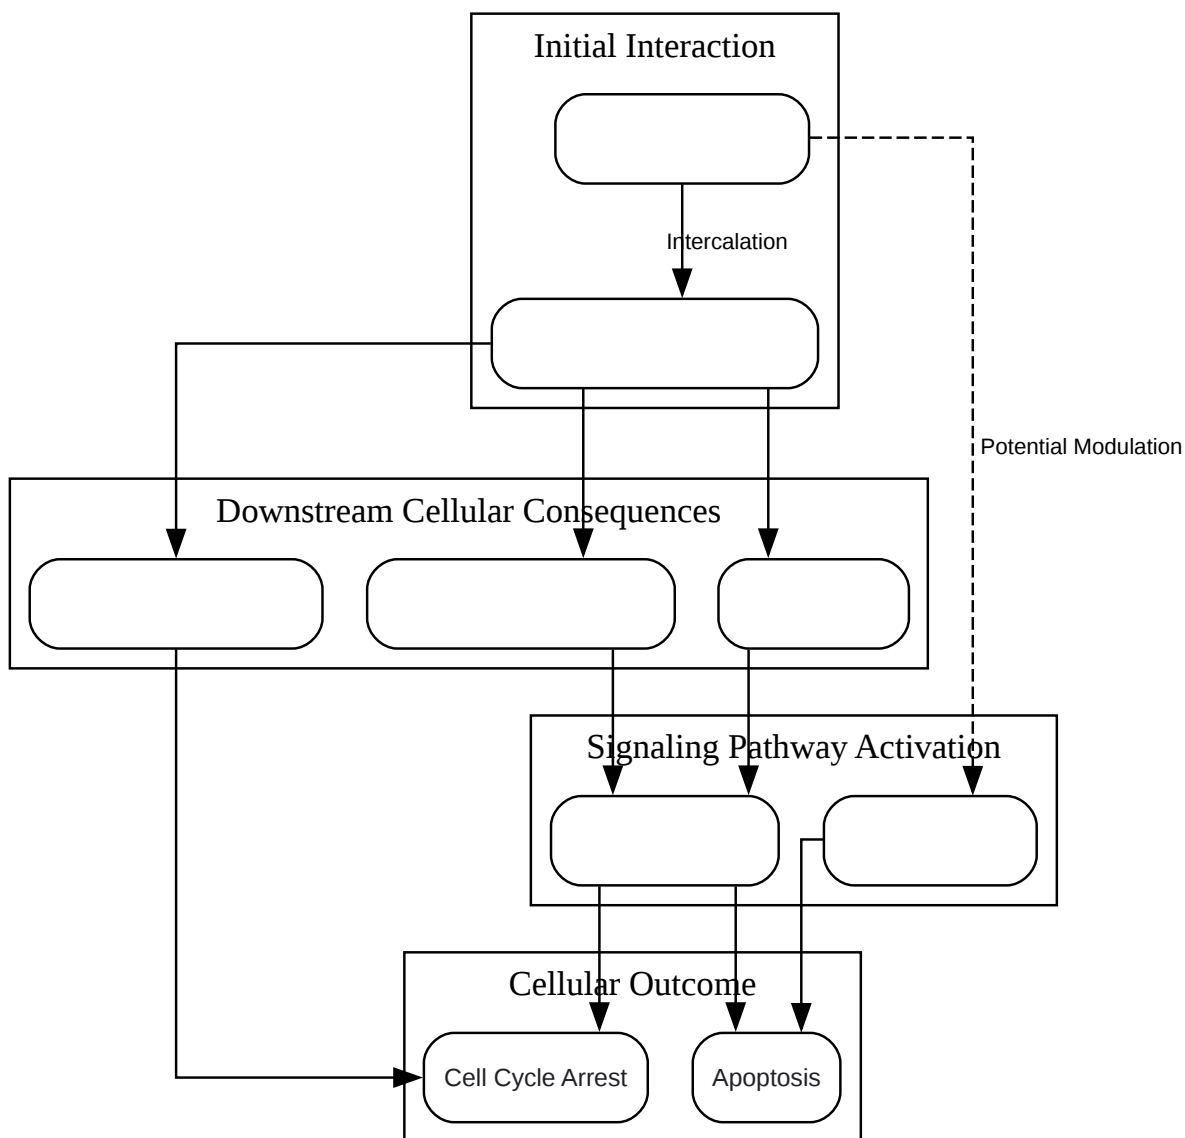 Initial Interaction
Intercalation
Potential Modulation
Downstream Cellular Consequences
Signaling Pathway Activation
Cellular Outcome
Cell Cycle Arrest
Apoptosis